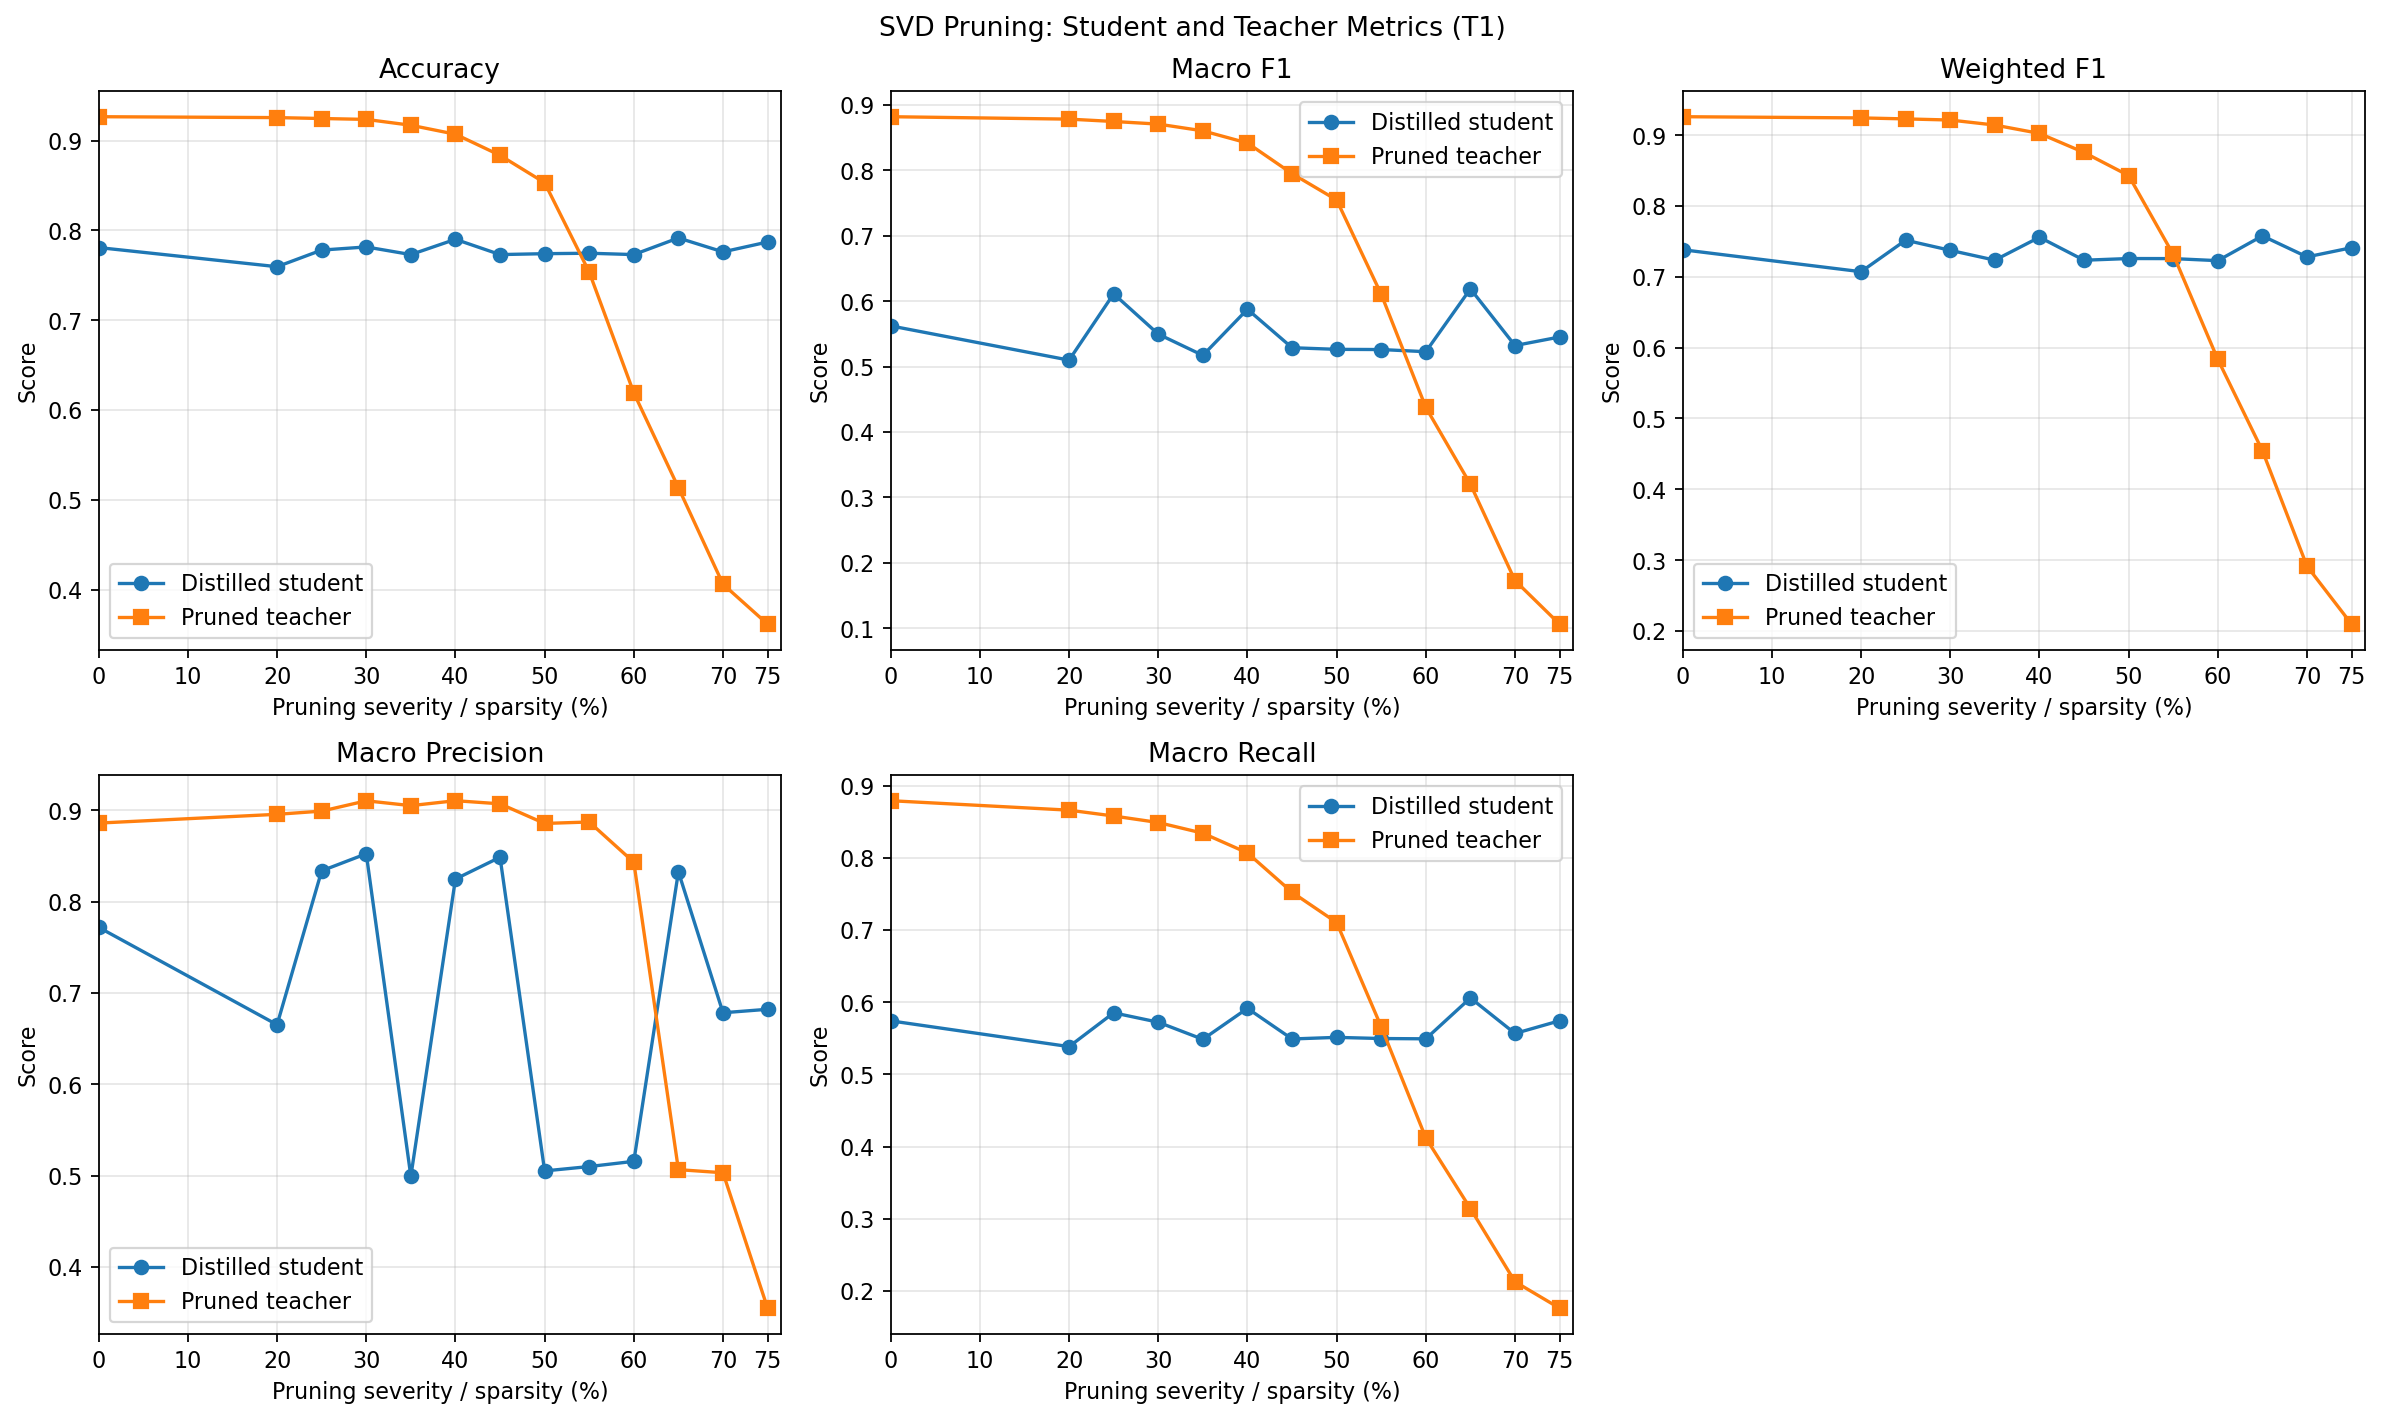 SVD Pruning: Student and Teacher Metrics (T1)
Accuracy
Score
0.9
0.8
0.7
0.6
0.5
0.4
Distilled student
Pruned teacher
0 10 20 30 40 50 60 70 75
Pruning severity / sparsity (%)
Macro F1
Score
0.9
0.8
0.7
0.6
0.5
0.4
0.3
0.2
0.1
Distilled student
Pruned teacher
0 10 20 30 40 50 60 70 75
Pruning severity / sparsity (%)
Weighted F1
Score
0.9
0.8
0.7
0.6
0.5
0.4
0.3
0.2
Distilled student
Pruned teacher
0 10 20 30 40 50 60 70 75
Pruning severity / sparsity (%)
Macro Precision
Score
0.9
0.8
0.7
0.6
0.5
0.4
Distilled student
Pruned teacher
0 10 20 30 40 50 60 70 75
Pruning severity / sparsity (%)
Macro Recall
Score
0.9
0.8
0.7
0.6
0.5
0.4
0.3
0.2
Distilled student
Pruned teacher
0 10 20 30 40 50 60 70 75
Pruning severity / sparsity (%)